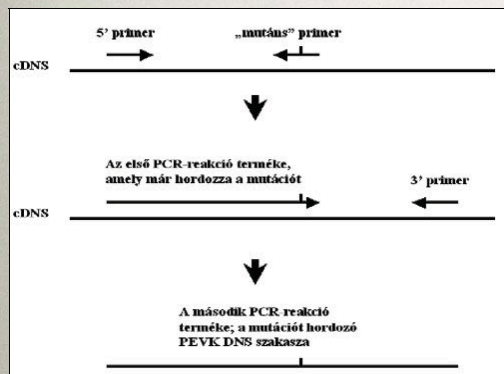 5' primer
„mutáns” primer
cDNS
Az első PCR-reakció terméke,
amely már hordozza a mutációt
3' primer
cDNS
A második PCR-reakció
terméke; a mutációt hordozó
PEVK DNS szakasza